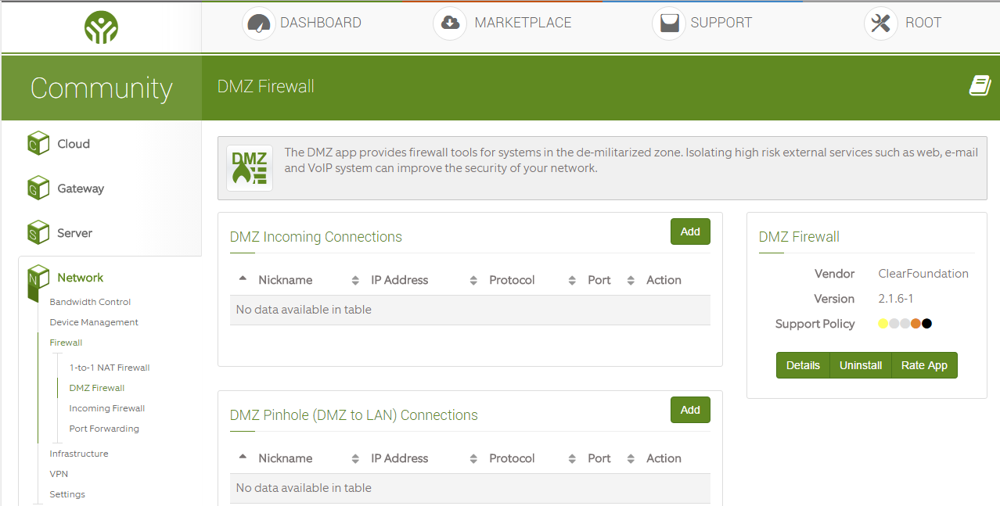 DASHBOARD
MARKETPLACE
SUPPORT
ROOT
Community
DMZ Firewall
C Cloud
G Gateway
S Server
N Network
Bandwidth Control
Device Management
Firewall
1-to-1 NAT Firewall
DMZ Firewall
Incoming Firewall
Port Forwarding
Infrastructure
VPN
Settings
DMZ
The DMZ app provides firewall tools for systems in the de-militarized zone. Isolating high risk external services such as web, e-mail
and VoIP system can improve the security of your network.
DMZ Incoming Connections
Add
Nickname IP Address Protocol Port Action
No data available in table
DMZ Pinhole (DMZ to LAN) Connections
Add
Nickname IP Address Protocol Port Action
No data available in table
DMZ Firewall
Vendor ClearFoundation
Version 2.1.6-1
Support Policy
Details Uninstall Rate App